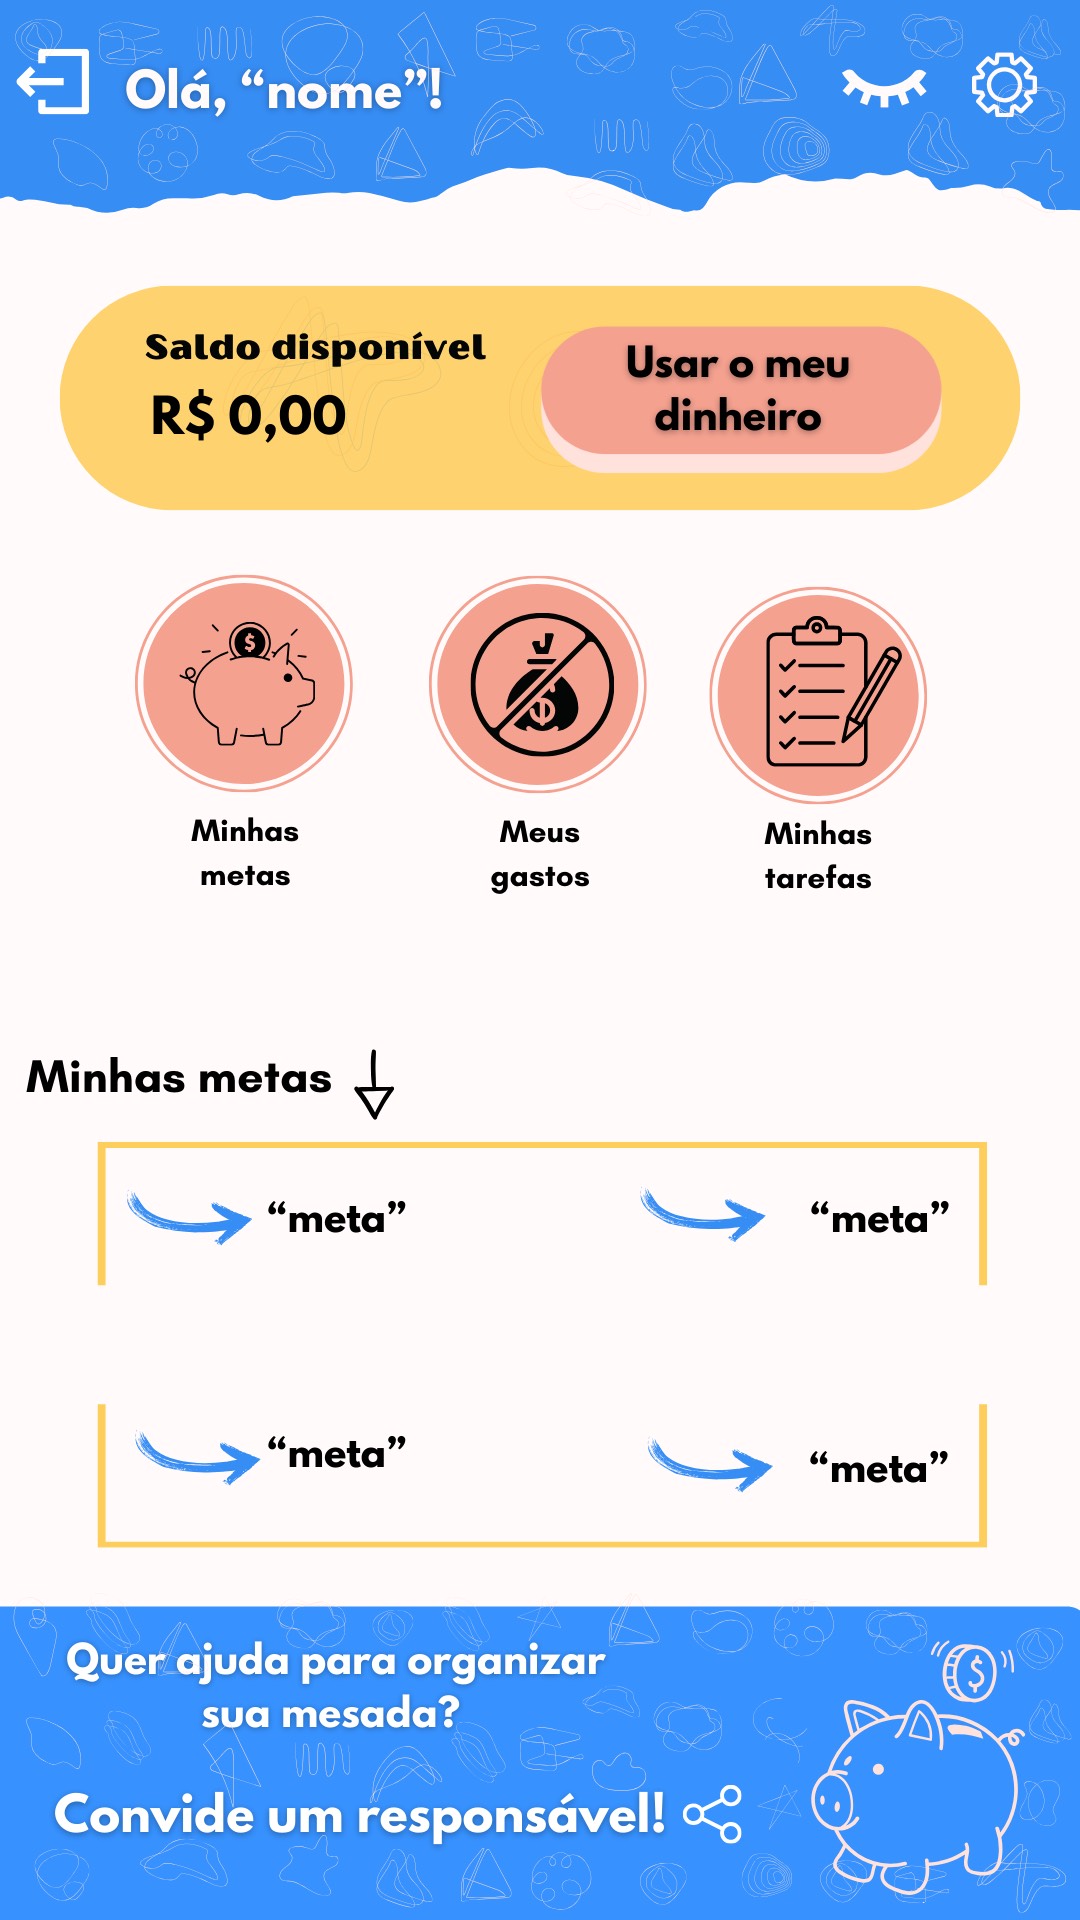 Olá, “nome”!
Saldo disponível
R$ 0,00
Usar o meu
dinheiro
Minhas
metas
Meus
gastos
Minhas
tarefas
Minhas metas
“meta”
“meta”
“meta”
“meta”
Quer ajuda para organizar
sua mesada?
Convide um responsável!